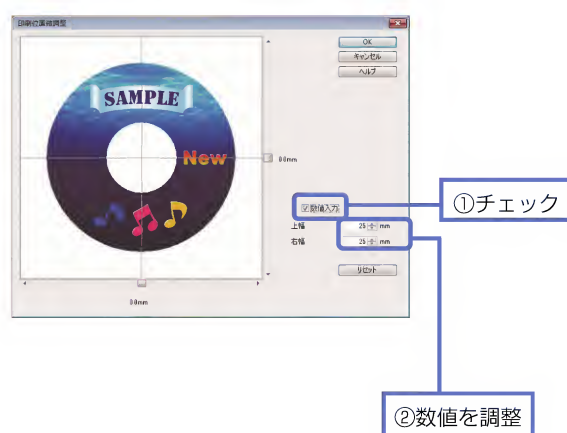 印刷位置微調整
OK
キャンセル
ヘルプ
SAMPLE
New
0.0mm
数値入力
①チェック
上幅 25 mm
右幅 25 mm
リセット
0.0mm
②数値を調整